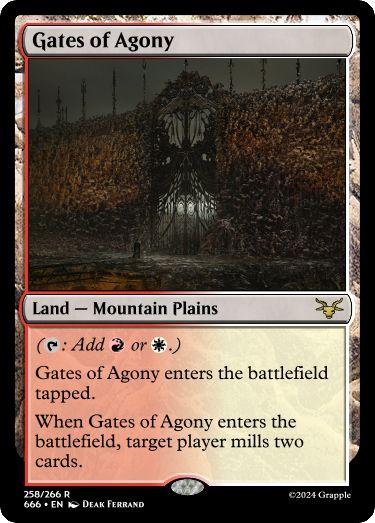 Gates of Agony
Land — Mountain Plains
(: Add or .)
Gates of Agony enters the battlefield
tapped.
When Gates of Agony enters the
battlefield, target player mills two
cards.
258/266 R
666 • EN Deak Ferrand
©2024 Grapple